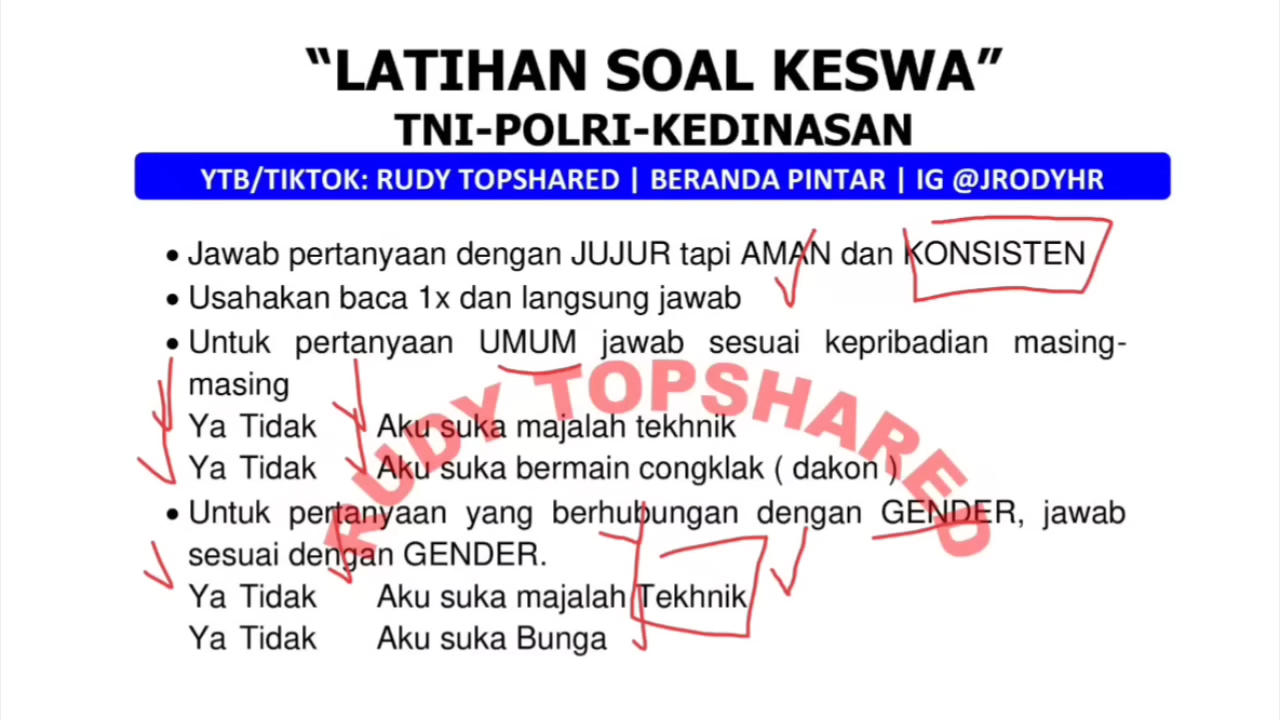 “LATIHAN SOAL KESWA”
TNI-POLRI-KEDINASAN
YTB/TIKTOK: RUDY TOPSHARED | BERANDA PINTAR | IG @JRODYHR
• Jawab pertanyaan dengan JUJUR tapi AMAN dan KONSISTEN
• Usahakan baca 1x dan langsung jawab
• Untuk pertanyaan UMUM jawab sesuai kepribadian masing-
masing
Ya Tidak Aku suka majalah tekhnik
Ya Tidak Aku suka bermain congklak ( dakon )
• Untuk pertanyaan yang berhubungan dengan GENDER, jawab
sesuai dengan GENDER.
Ya Tidak Aku suka majalah Tekhnik
Ya Tidak Aku suka Bunga
RUDY TOPSHARED